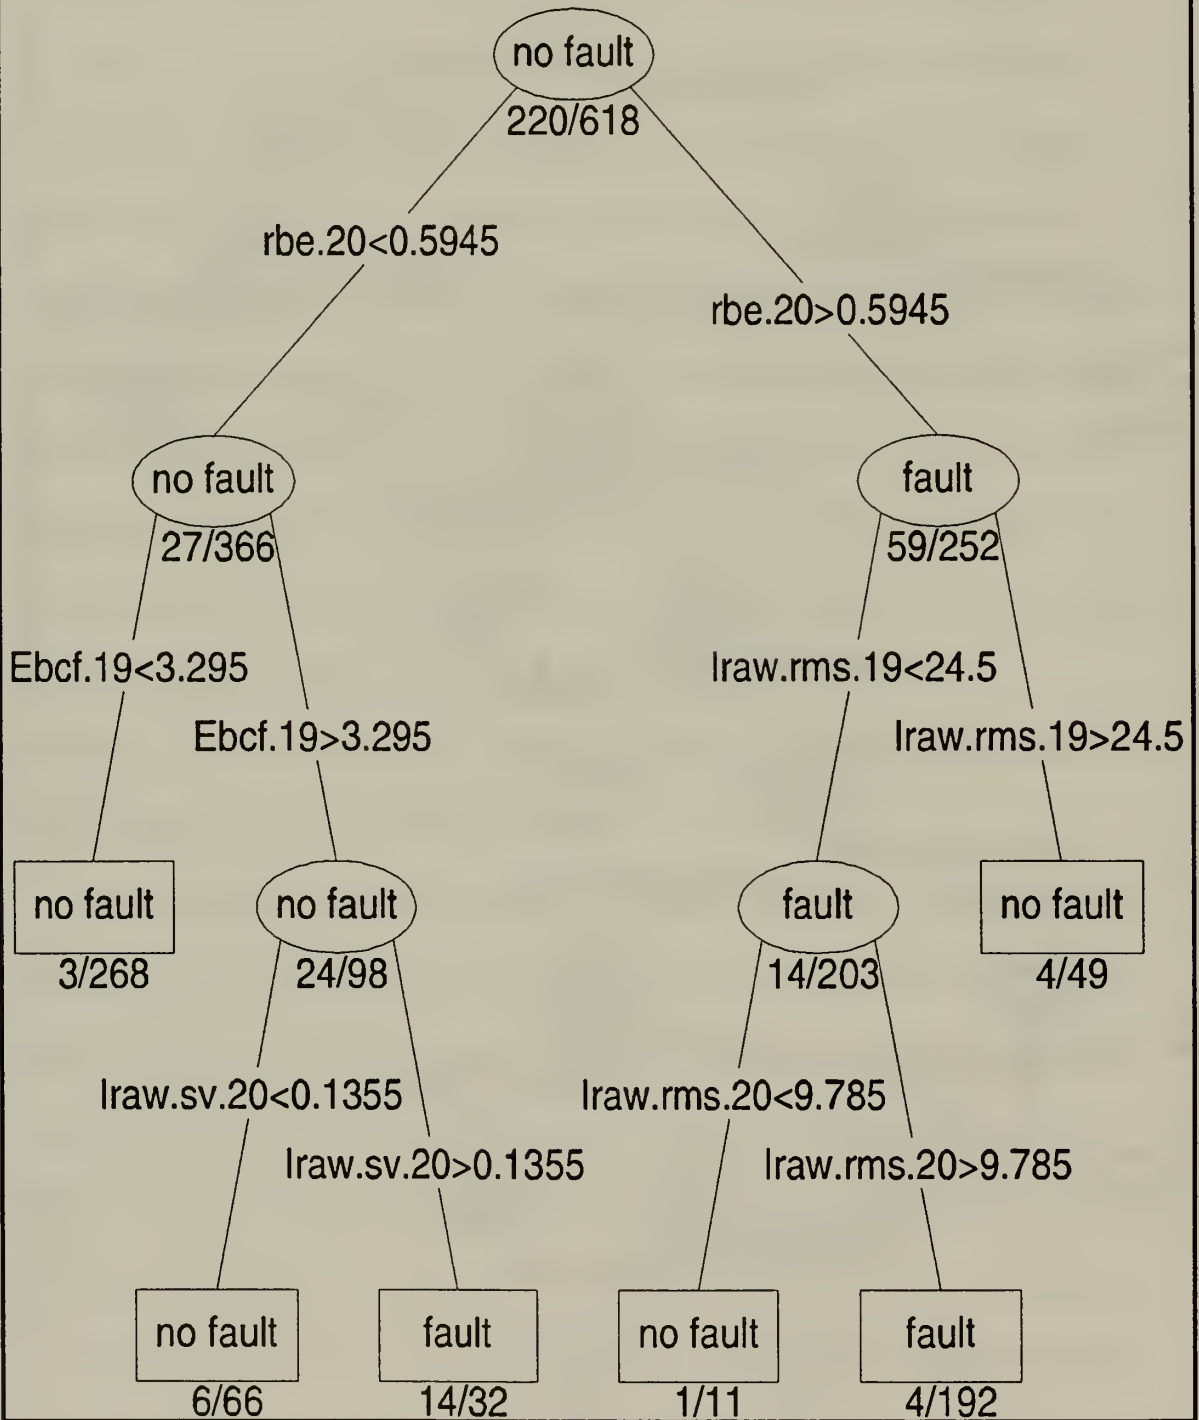 no fault
220/618
rbe.20<0.5945
rbe.20>0.5945
no fault
fault
27/366
59/252
Ebcf.19<3.295
Iraw.rms.19<24.5
Ebcf.19>3.295
Iraw.rms.19>24.5
no fault
no fault
fault
no fault
3/268
24/98
14/203
4/49
Iraw.sv.20<0.1355
Iraw.rms.20<9.785
Iraw.sv.20>0.1355
Iraw.rms.20>9.785
no fault
fault
no fault
fault
6/66
14/32
1/11
4/192